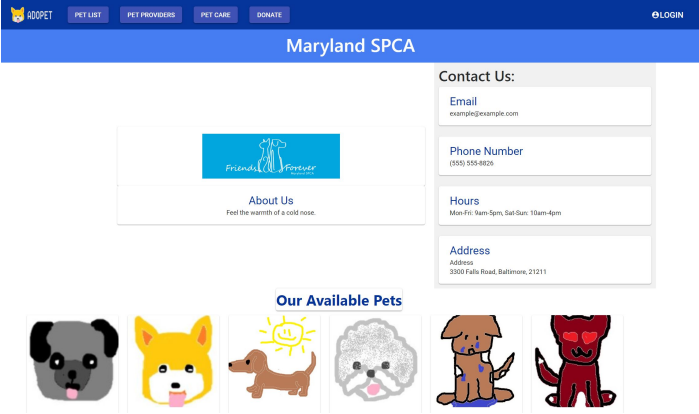 ADOPET
PET LIST
PET PROVIDERS
PET CARE
DONATE
LOGIN
Maryland SPCA
Contact Us:
Email
example@example.com
Phone Number
(555) 555-8826
Hours
Mon-Fri: 9am-5pm, Sat-Sun: 10am-4pm
Address
Address
3300 Falls Road, Baltimore, 21211
Friends Forever
Maryland SPCA
About Us
Feel the warmth of a cold nose.
Our Available Pets